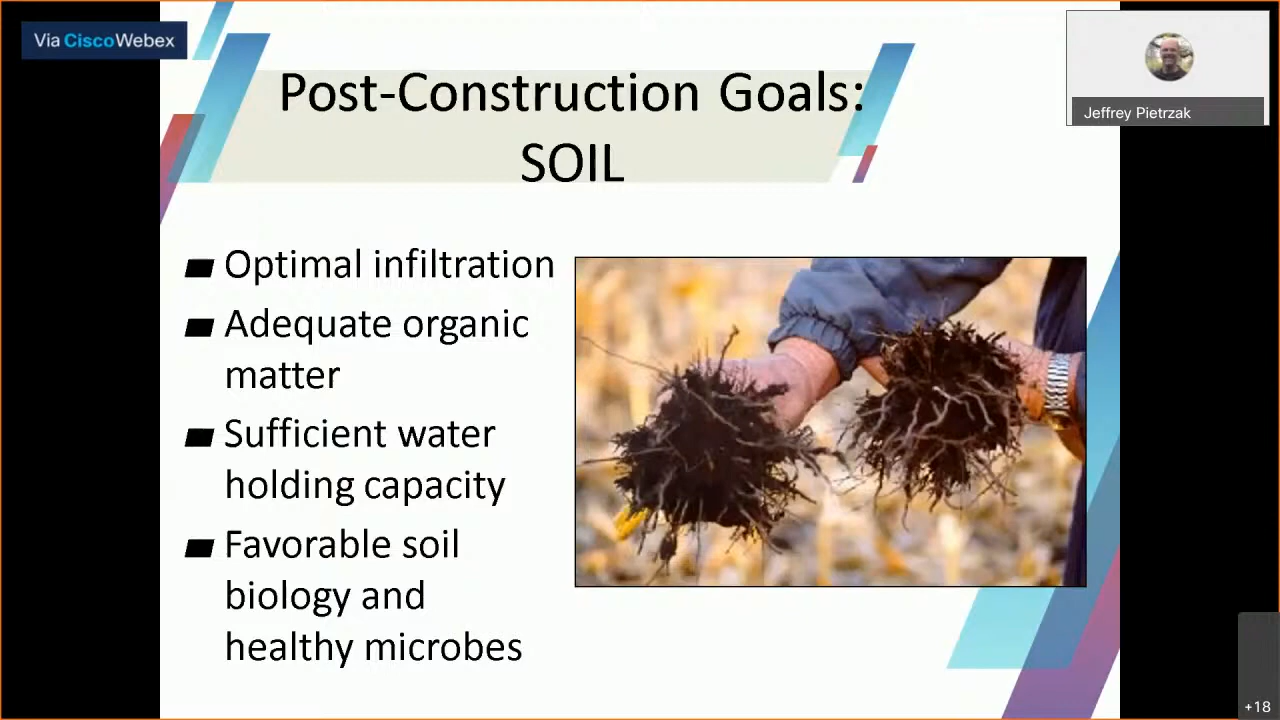 Via CiscoWebex
Post-Construction Goals:
SOIL
Jeffrey Pietrzak
Optimal infiltration
Adequate organic
matter
Sufficient water
holding capacity
Favorable soil
biology and
healthy microbes
+18